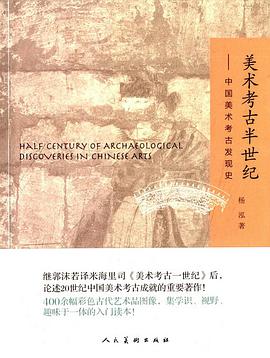 美术考古半世纪
——中国美术考古发现史
杨泓 著
HALF CENTURY OF ARCHAEOLOGICAL
DISCOVERIES IN CHINESE ARTS
继郭沫若译米海里司《美术考古一世纪》后，
论述20世纪中国美术考古成就的重要著作！
400余幅彩色古代艺术品图像，集学识、视野、
趣味于一体的入门读本！
人民美术出版社